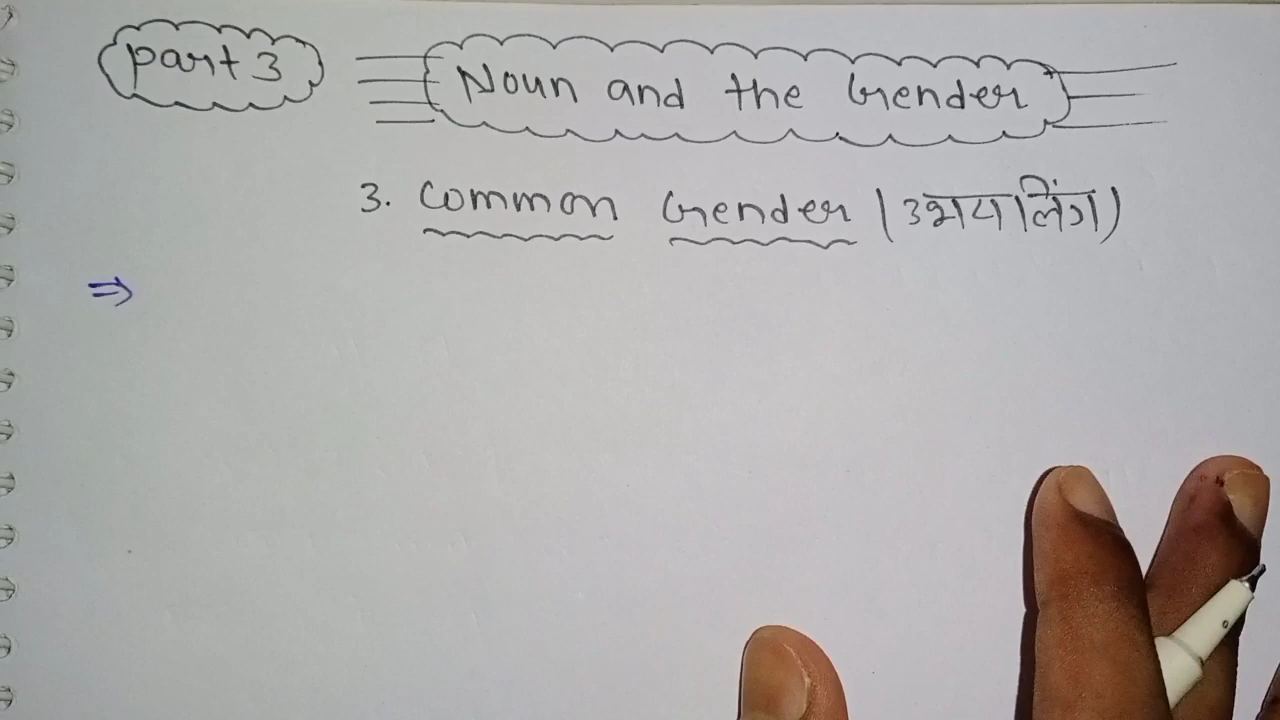 Part 3
Noun and the Gender
3. Common Gender (उभयलिंग)
⇒